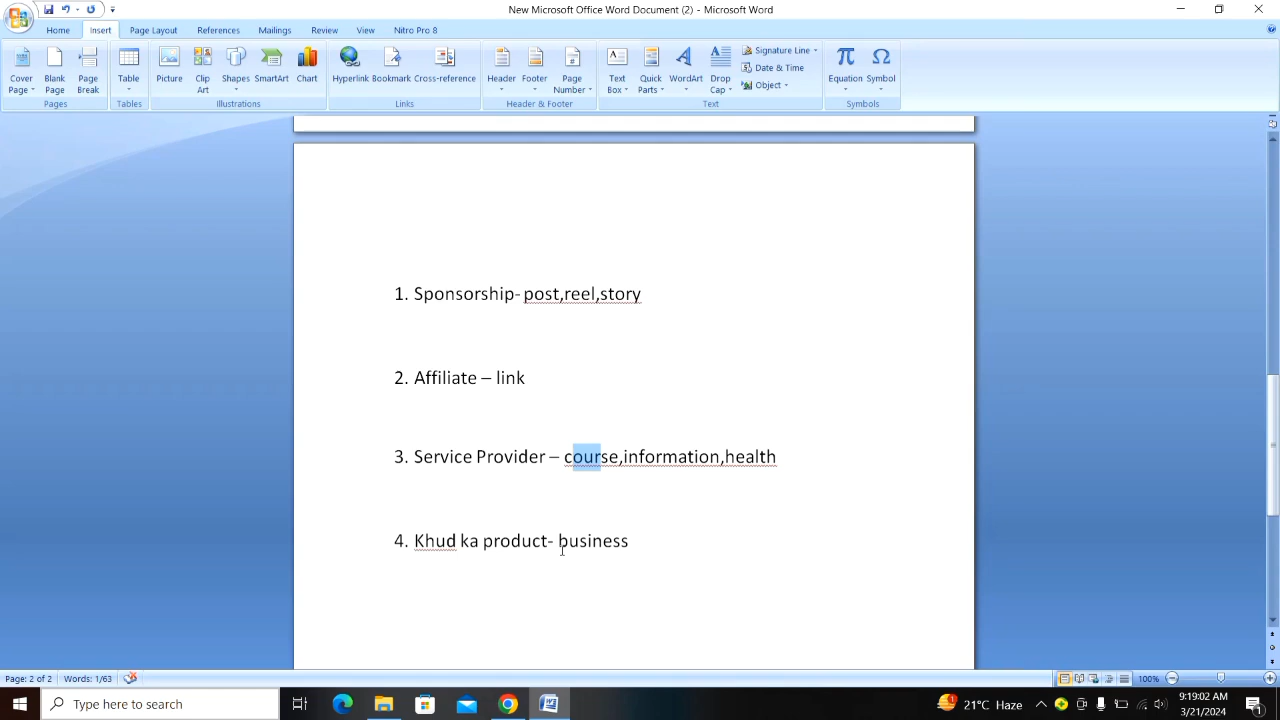 New Microsoft Office Word Document (2) - Microsoft Word
Home Insert Page Layout References Mailings Review View Nitro Pro 8
Cover Page Blank Page Page Break Table Picture Clip Art Shapes SmartArt Chart Hyperlink Bookmark Cross-reference Header Footer Page Number Text Box Quick Parts WordArt Drop Cap Signature Line Date & Time Object Equation Symbol
Pages Tables Illustrations Links Header & Footer Text Symbols
1. Sponsorship- post,reel,story
2. Affiliate – link
3. Service Provider – course,information,health
4. Khud ka product- business
Page: 2 of 2 Words: 1/63 100%
Type here to search 1 21°C Haze 9:19:02 AM
3/21/2024